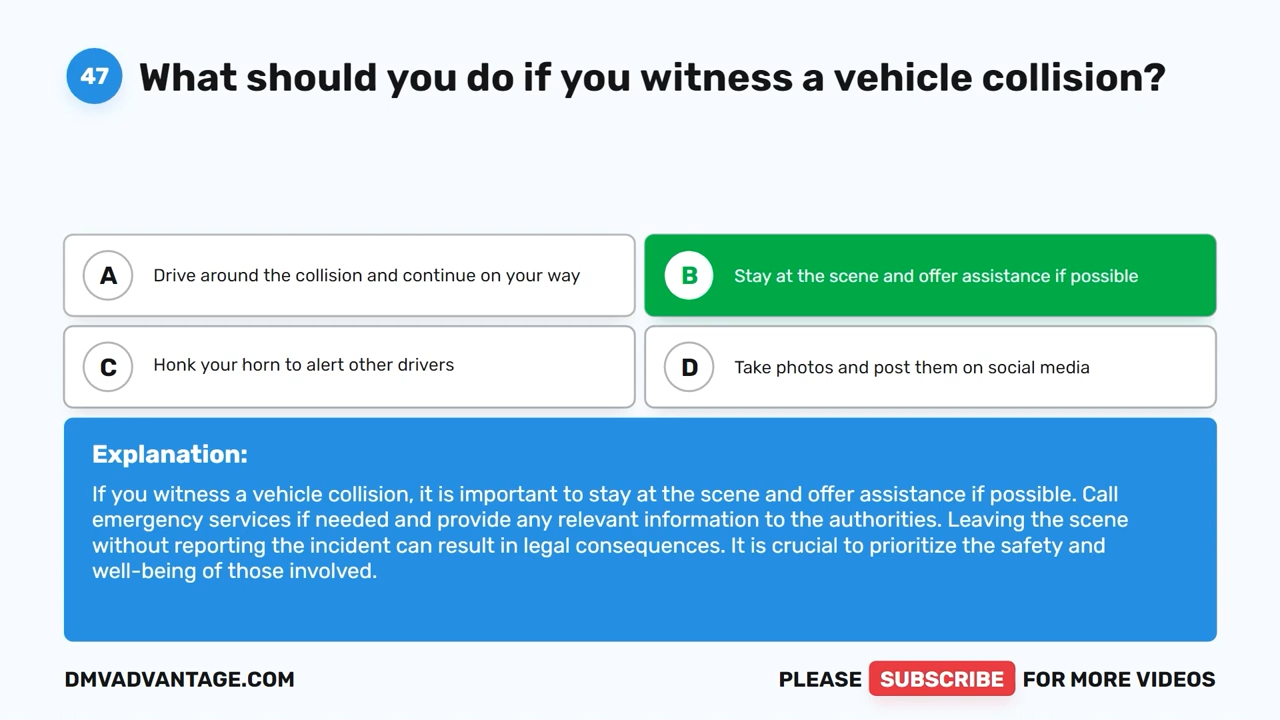 47 What should you do if you witness a vehicle collision?
A Drive around the collision and continue on your way
B Stay at the scene and offer assistance if possible
C Honk your horn to alert other drivers
D Take photos and post them on social media
Explanation:
If you witness a vehicle collision, it is important to stay at the scene and offer assistance if possible. Call
emergency services if needed and provide any relevant information to the authorities. Leaving the scene
without reporting the incident can result in legal consequences. It is crucial to prioritize the safety and
well-being of those involved.
DMVADVANTAGE.COM
PLEASE SUBSCRIBE FOR MORE VIDEOS